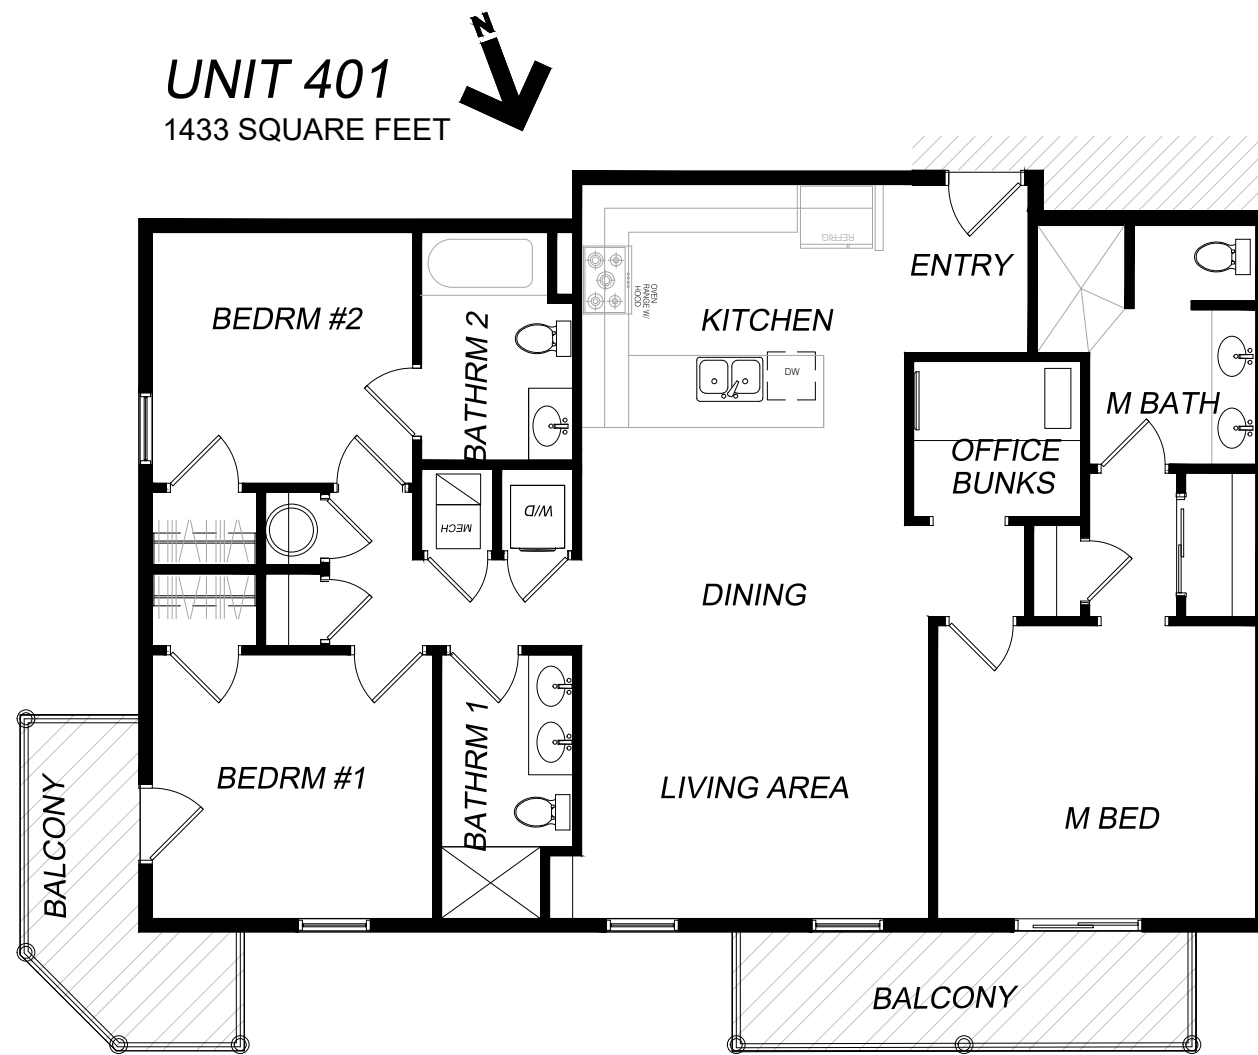 N
UNIT 401
1433 SQUARE FEET
REFRIG
ENTRY
OVEN
RANGE W/
HOOD
BEDRM #2
BATHRM 2
KITCHEN
DW
M BATH
OFFICE
BUNKS
MECH
W/D
DINING
BEDRM #1
BATHRM 1
LIVING AREA
M BED
BALCONY
BALCONY